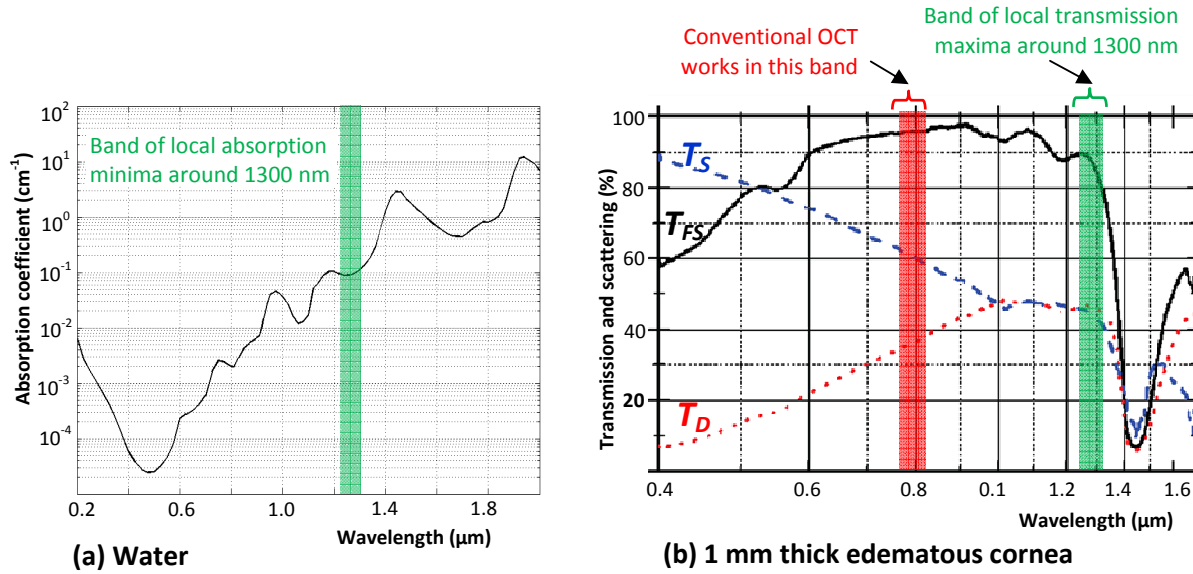 Conventional OCT
works in this band
Band of local transmission
maxima around 1300 nm
Absorption coefficient (cm⁻¹)
10²
10¹
10⁰
10⁻¹
10⁻²
10⁻³
10⁻⁴
Band of local absorption
minima around 1300 nm
0.2
0.6
1.0
1.4
1.8
Wavelength (µm)
(a) Water
Transmission and scattering (%)
100
80
60
40
20
T_S
T_FS
T_D
0.4
0.6
0.8
0.1
1.2
1.4
1.6
Wavelength (µm)
(b) 1 mm thick edematous cornea